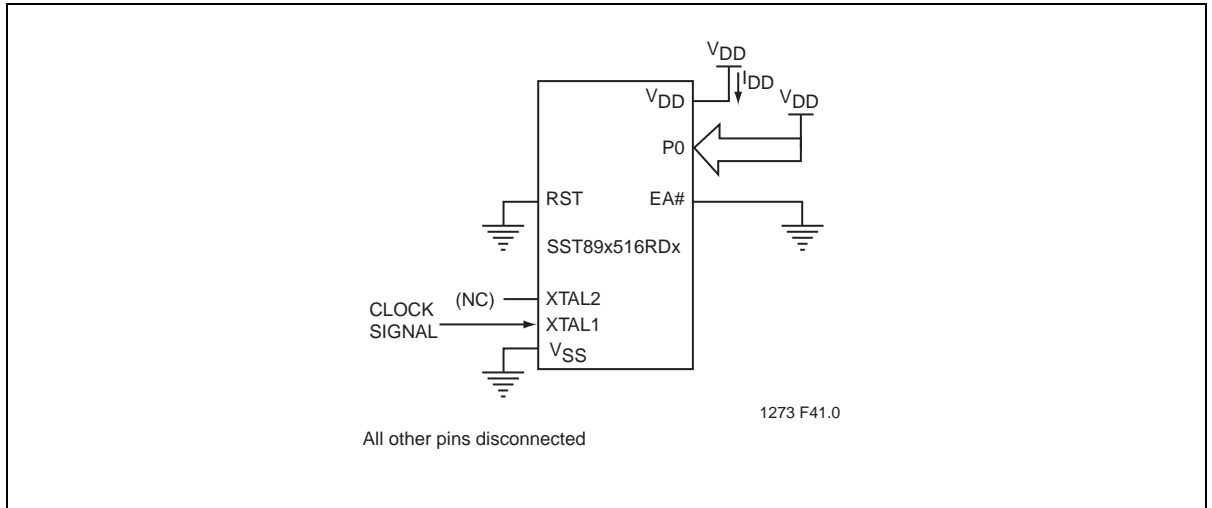 VDD
IDD
VDD
VDD
P0
RST
EA#
SST89x516RDx
(NC)
XTAL2
CLOCK
SIGNAL
XTAL1
VSS
1273 F41.0
All other pins disconnected